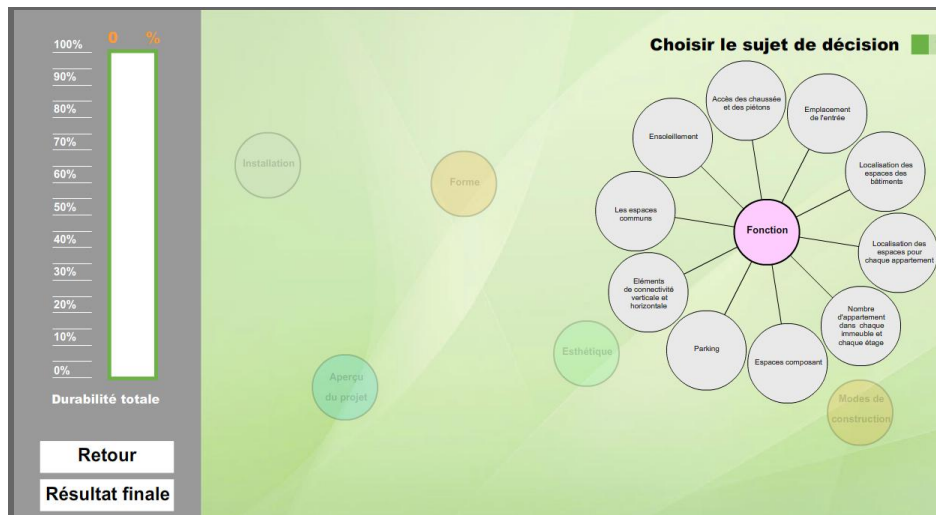 0 %
100%
90%
80%
70%
60%
50%
40%
30%
20%
10%
0%
Durabilité totale
Retour
Résultat finale
Choisir le sujet de décision
Installation
Forme
Aperçu
du projet
Esthétique
Modes de
construction
Fonction
Accès des chaussée
et des piétons
Emplacement
de l'entrée
Localisation des
espaces des
bâtiments
Localisation des
espaces pour
chaque appartement
Nombre
d'appartement
dans chaque
immeuble et
chaque étage
Espaces composant
Parking
Eléments
de connectivité
verticale et
horizontale
Les espaces
communs
Ensoleillement